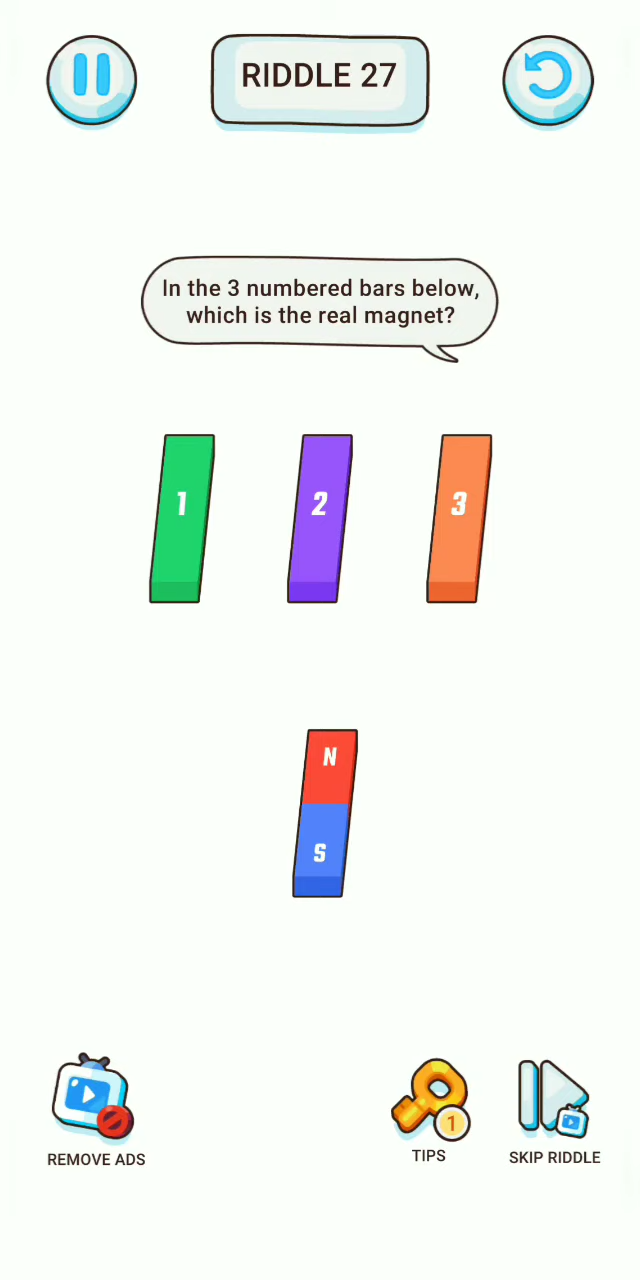 RIDDLE 27
In the 3 numbered bars below,
which is the real magnet?
1 2 3
N
S
1
REMOVE ADS TIPS SKIP RIDDLE